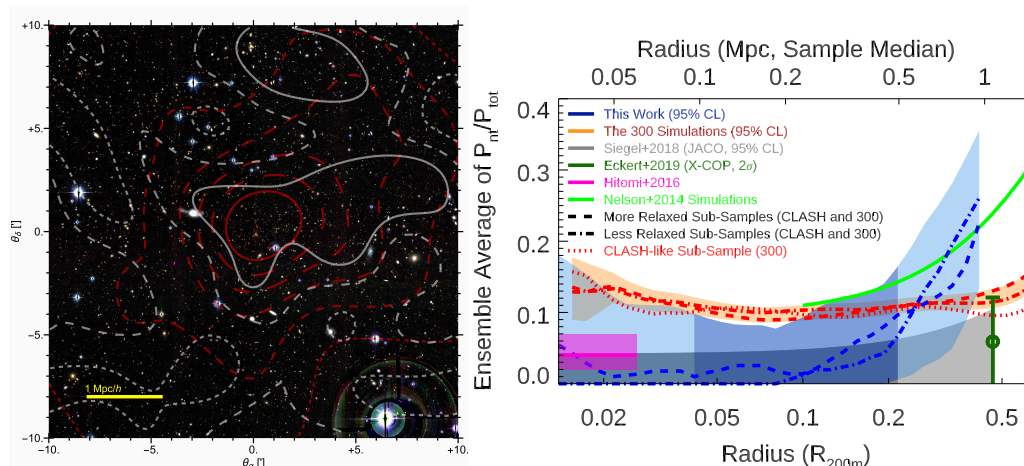 +10.
+5.
0.
−5.
−10.
θδ [']
1 Mpc/h
−10.
−5.
0.
+5.
+10.
Radius (Mpc, Sample Median)
0.05 0.1 0.2 0.5 1
Ensemble Average of Pnt/Ptot
0.4
0.3
0.2
0.1
0.0
This Work (95% CL)
The 300 Simulations (95% CL)
Siegel+2018 (JACO, 95% CL)
Eckert+2019 (X-COP, 2σ)
Hitomi+2016
Nelson+2014 Simulations
More Relaxed Sub-Samples (CLASH and 300)
Less Relaxed Sub-Samples (CLASH and 300)
CLASH-like Sub-Sample (300)
0.02 0.05 0.1 0.2 0.5
Radius (R200m)